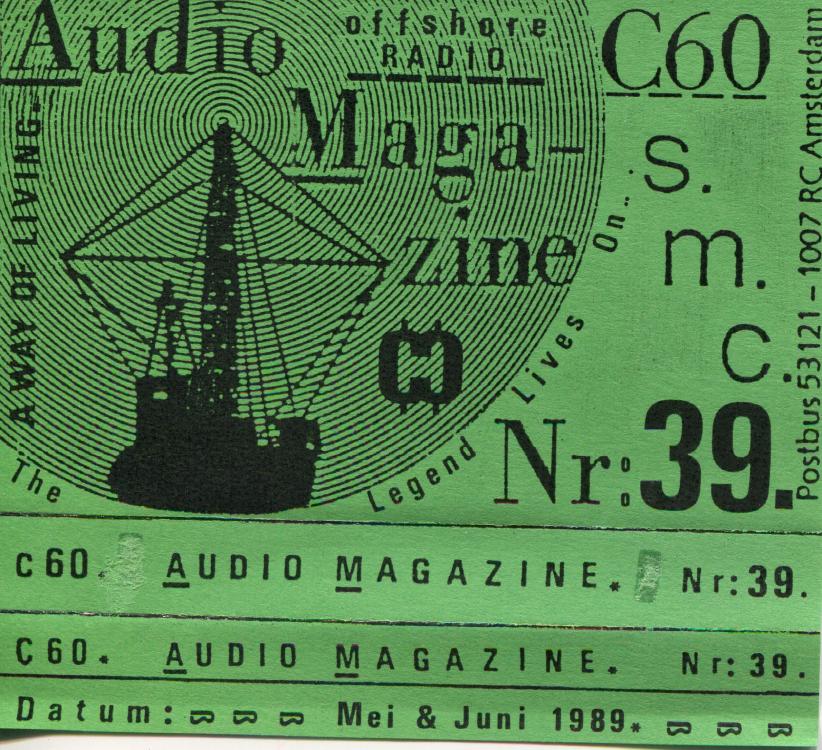 Audio
offshore
RADIO
Maga-
zine
C60
s.
m.
c.
Nr:39.
A WAY OF LIVING.
The Legend Lives On..
Postbus 53121 – 1007 RC Amsterdam
c60. AUDIO MAGAZINE. Nr:39.
C60. AUDIO MAGAZINE. Nr:39.
Datum: Mei & Juni 1989.